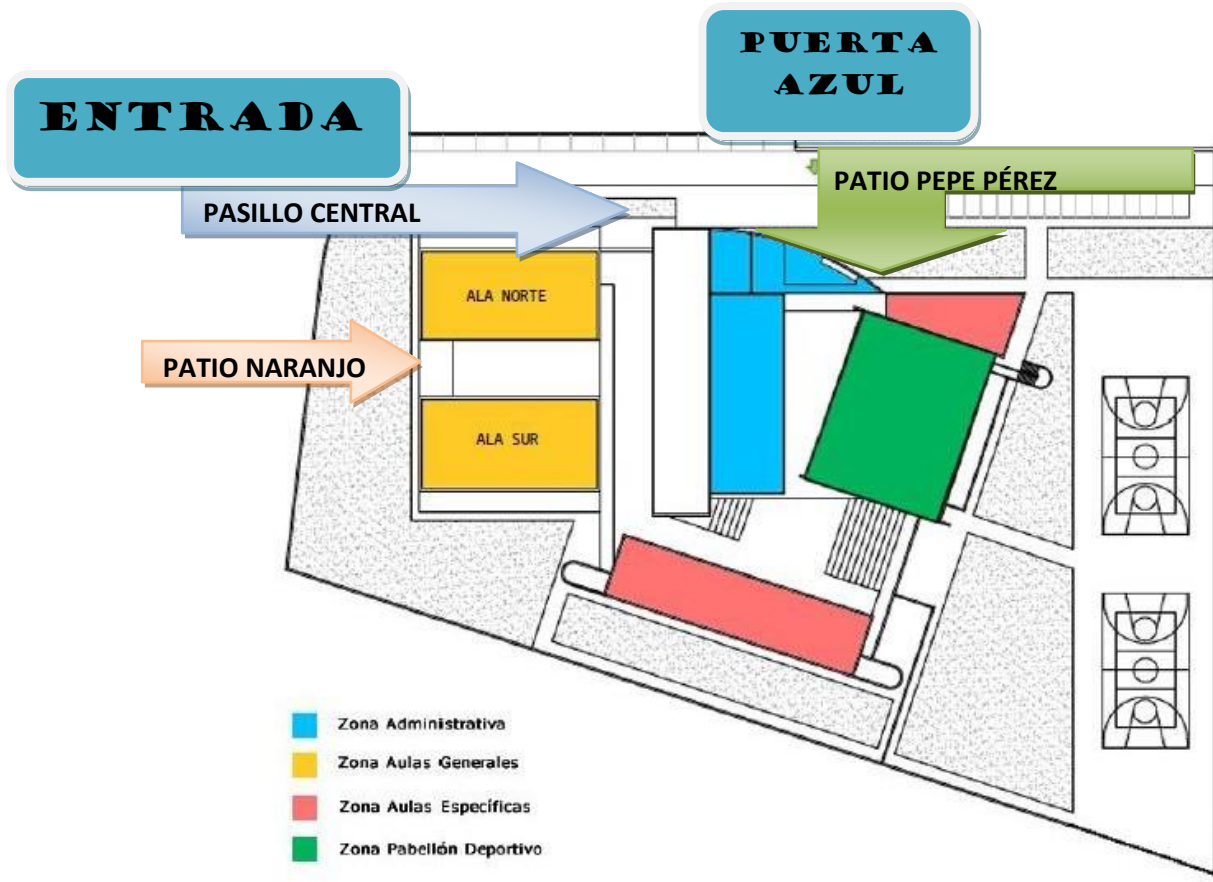 PUERTA
AZUL
ENTRADA
PATIO PEPE PÉREZ
PASILLO CENTRAL
ALA NORTE
PATIO NARANJO
ALA SUR
Zona Administrativa
Zona Aulas Generales
Zona Aulas Específicas
Zona Pabellón Deportivo